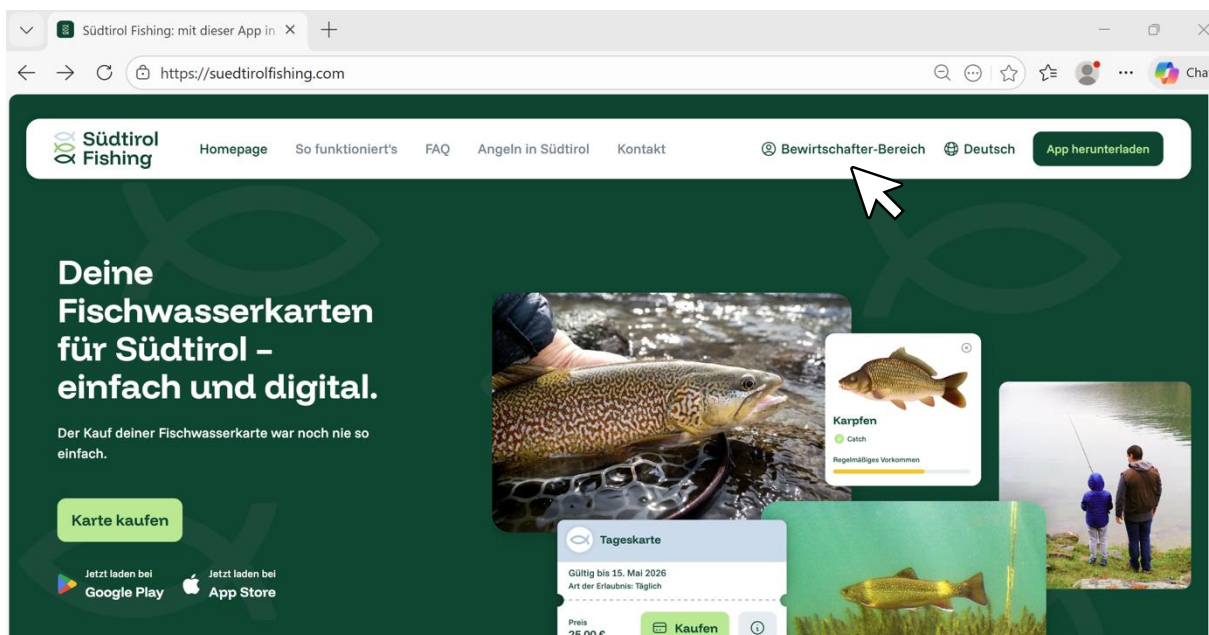 Südtirol Fishing: mit dieser App in
https://suedtirolfishing.com
Südtirol
Fishing
Homepage So funktioniert's FAQ Angeln in Südtirol Kontakt Bewirtschafter-Bereich Deutsch App herunterladen
Deine
Fischwasserkarten
für Südtirol –
einfach und digital.
Der Kauf deiner Fischwasserkarte war noch nie so
einfach.
Karte kaufen
Jetzt laden bei
Google Play
Jetzt laden bei
App Store
Karpfen
Catch
Regelmäßiges Vorkommen
Tageskarte
Gültig bis 15. Mai 2026
Art der Erlaubnis: Täglich
Preis
25,00 €
Kaufen